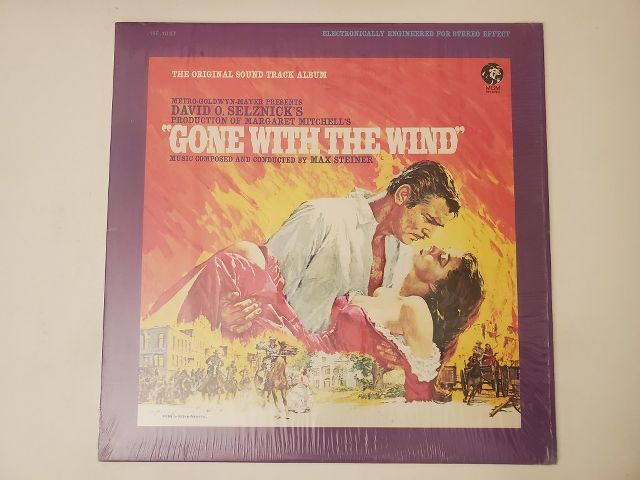 ELECTRONICALLY ENGINEERED FOR STEREO EFFECT
MGM
THE ORIGINAL SOUND TRACK ALBUM
METRO-GOLDWYN-MAYER PRESENTS
DAVID O. SELZNICK'S
PRODUCTION OF MARGARET MITCHELL'S
"GONE WITH THE WIND"
MUSIC COMPOSED AND CONDUCTED BY MAX STEINER